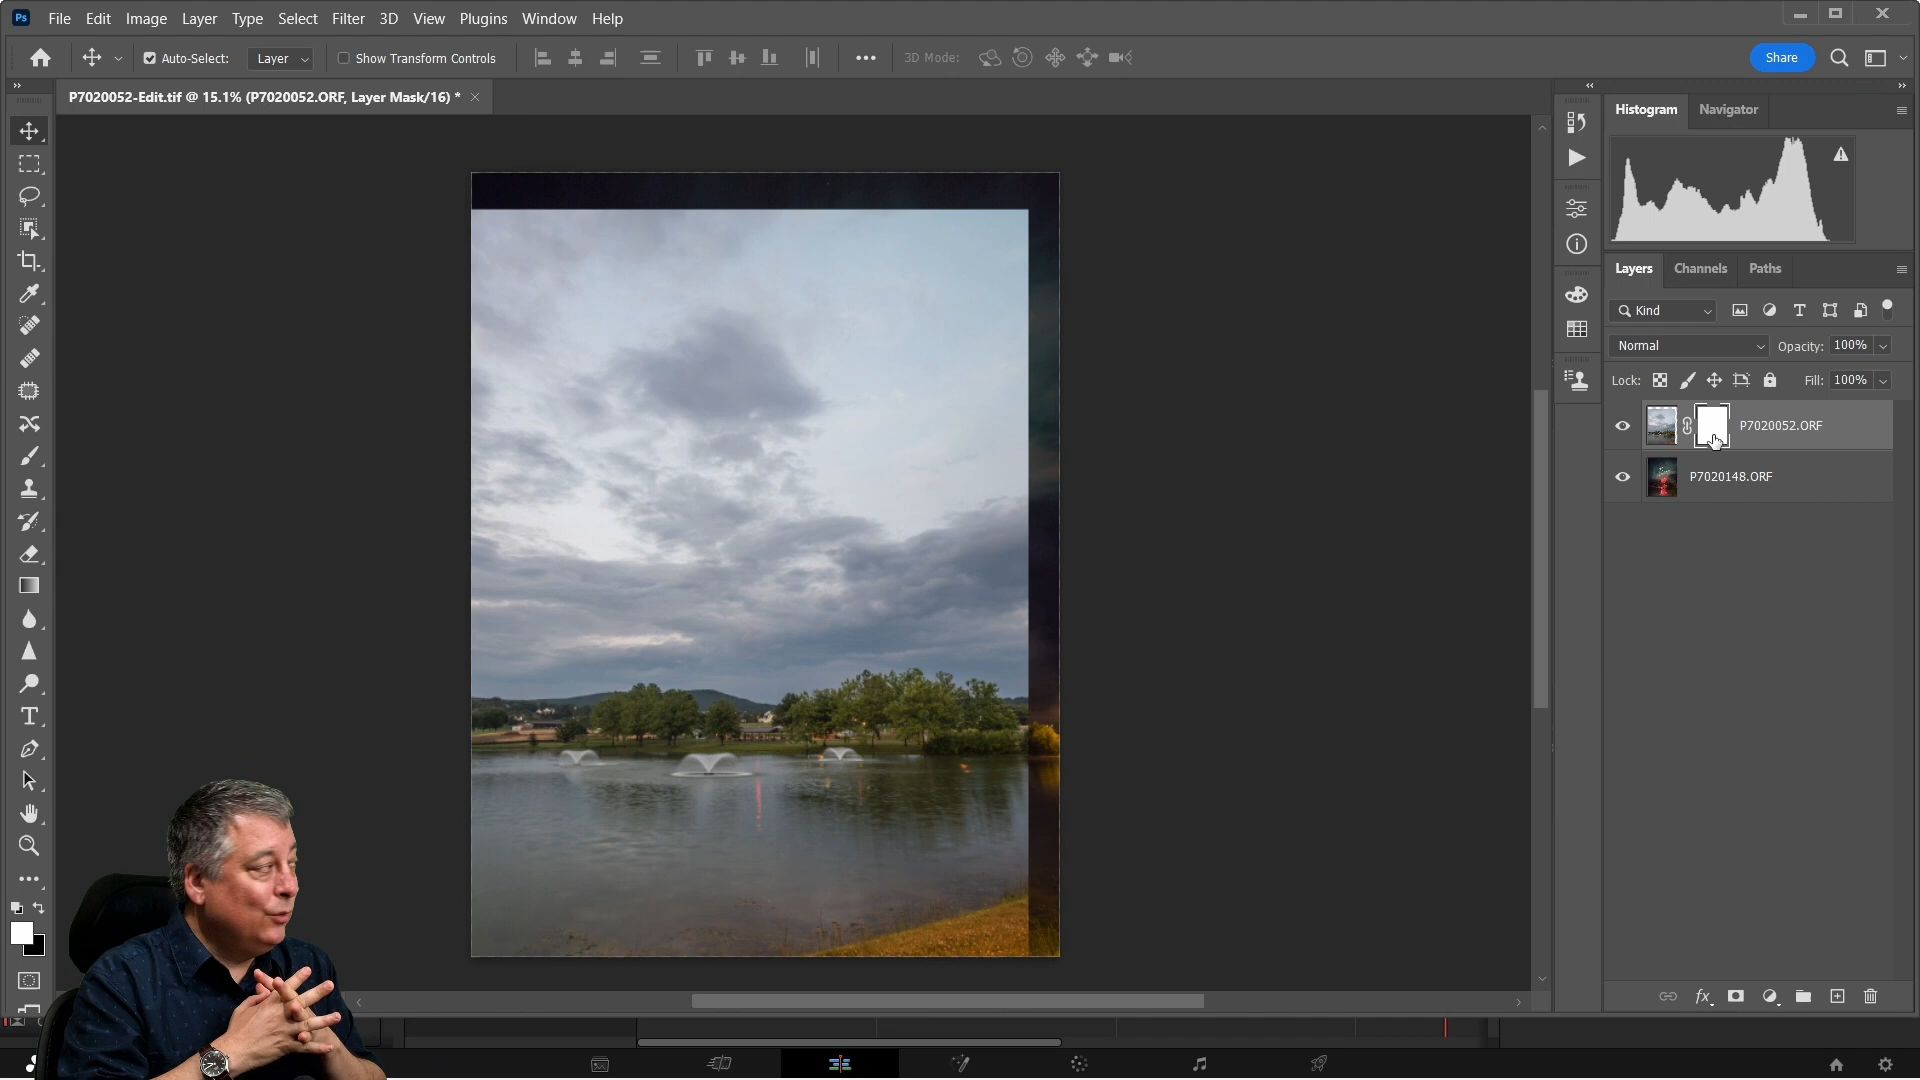 Ps File Edit Image Layer Type Select Filter 3D View Plugins Window Help
Auto-Select: Layer Show Transform Controls 3D Mode: Share
P7020052-Edit.tif @ 15.1% (P7020052.ORF, Layer Mask/16) *
Histogram Navigator
Layers Channels Paths
Kind
Normal Opacity: 100%
Lock: Fill: 100%
P7020052.ORF
P7020148.ORF
fx